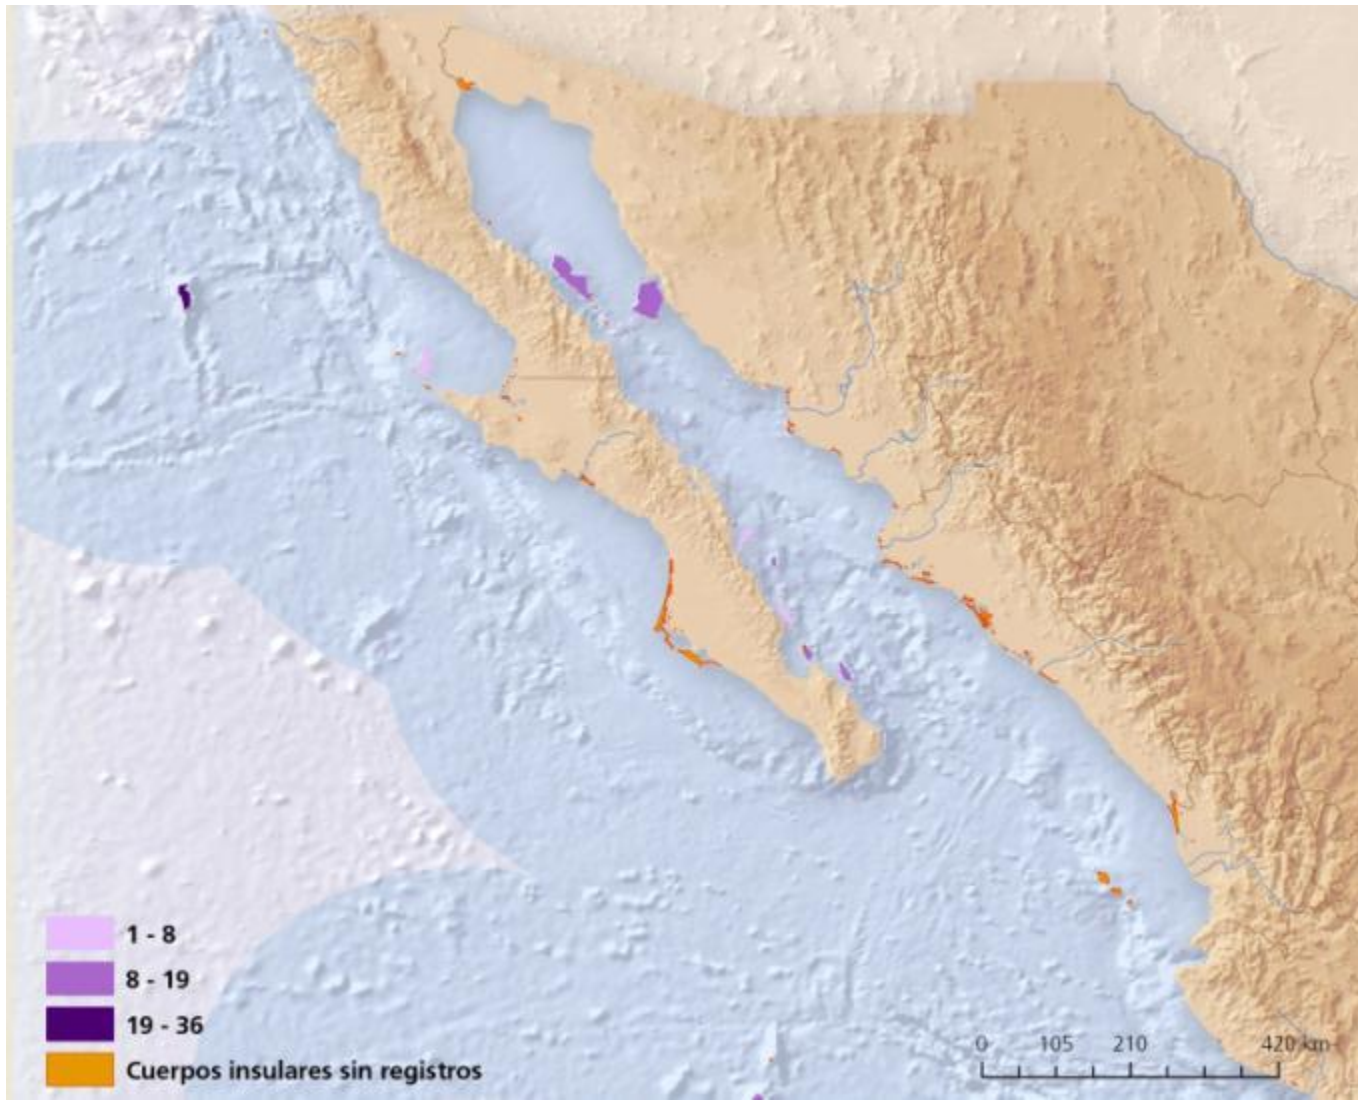 1 - 8
8 - 19
19 - 36
Cuerpos insulares sin registros
0 105 210 420 km